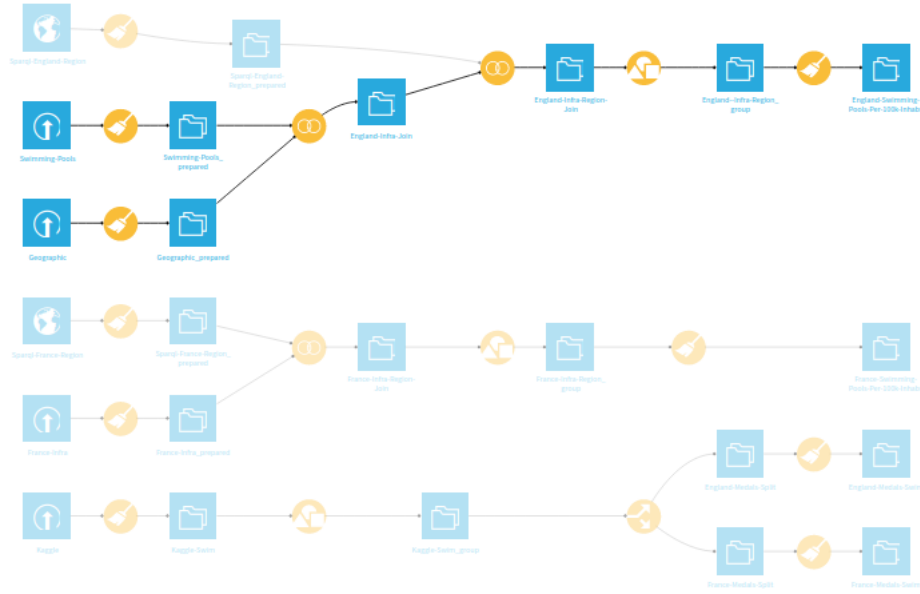 Sparql-England-Region
Sparql-England
Region_prepared
England-Infra-Region-
Join
England--Infra-Region_
group
England-Swimming-
Pools-Per-100k-Inhab
Swimming-Pools
Swimming-Pools_
prepared
England-Infra-Join
Geographic
Geographic_prepared
Sparql-France-Region
Sparql-France-Region_
prepared
France-Infra-Region-
Join
France-Infra-Region_
group
France-Swimming-
Pools-Per-100k-Inhab
France-Infra
France-Infra_prepared
England-Medals-Split
England-Medals-Swim
Kaggle
Kaggle-Swim
Kaggle-Swim_group
France-Medals-Split
France-Medals-Swim